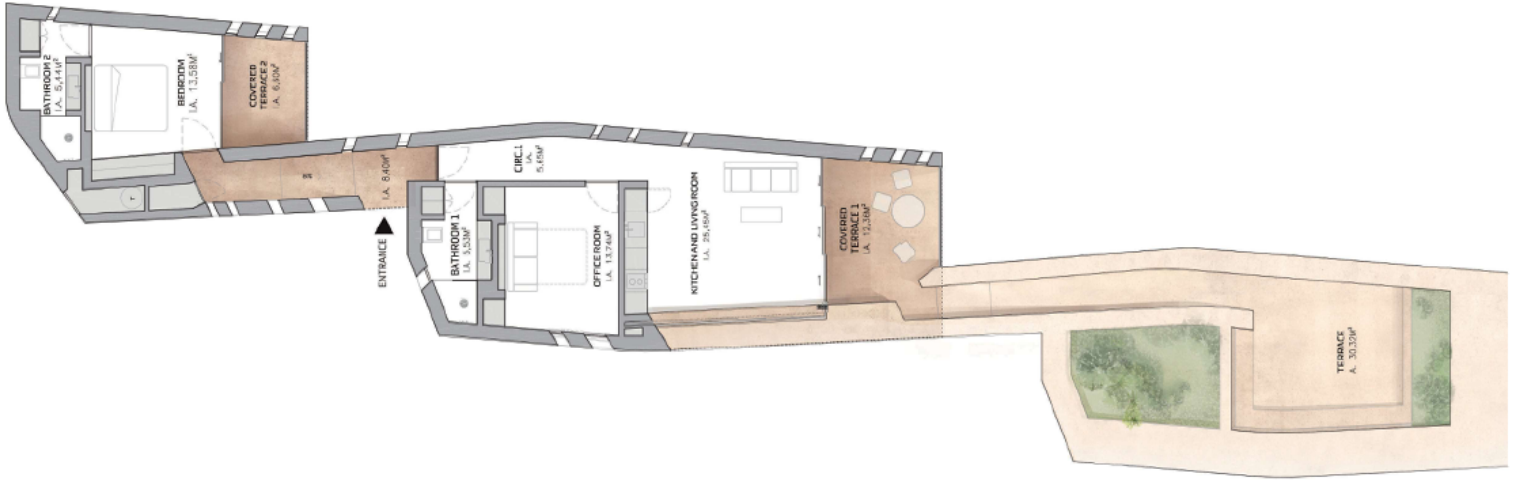 BATHROOM 2
I.A. 5,44M²
BEDROOM
I.A. 13,58M²
COVERED
TERRACE 2
I.A. 6,90M²
I.A. 8,40M²
ENTRANCE
CIRC.1
I.A.
5,65M²
BATHROOM 1
I.A. 5,53M²
OFFICE ROOM
I.A. 13,74M²
KITCHEN AND LIVING ROOM
I.A. 25,45M²
COVERED
TERRACE 1
I.A. 12,38M²
TERRACE
A. 30,32M²